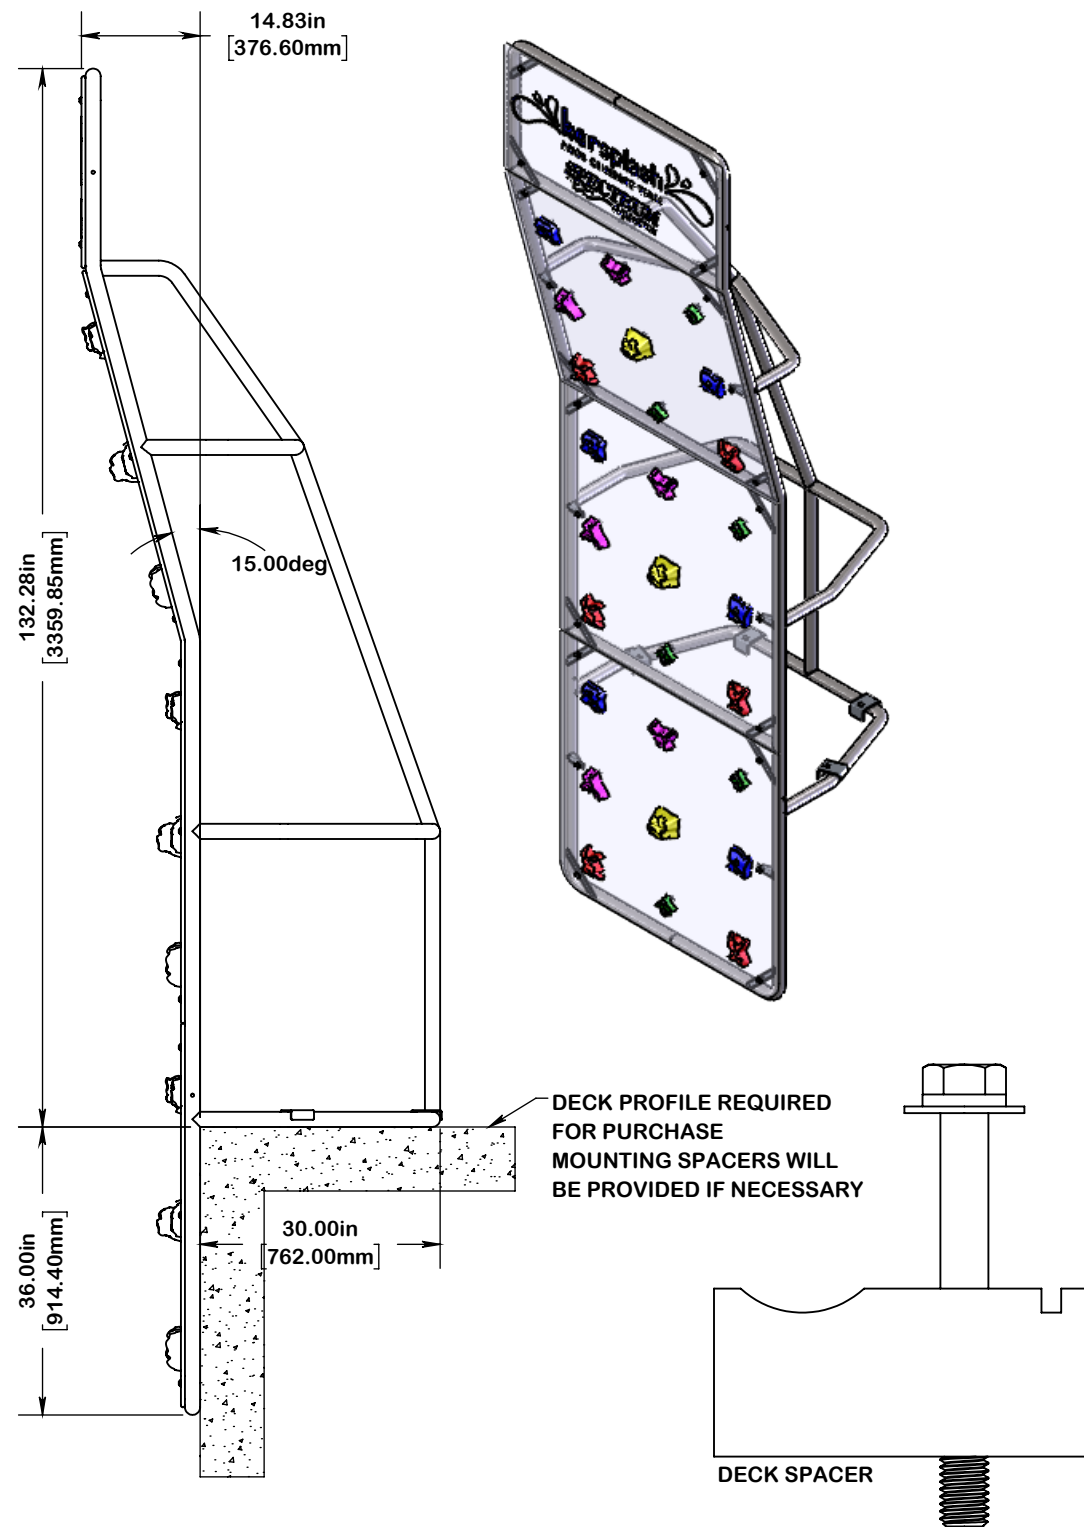 14.83in
[376.60mm]
kersplash
132.28in
[3359.85mm]
15.00deg
DECK PROFILE REQUIRED
FOR PURCHASE
MOUNTING SPACERS WILL
BE PROVIDED IF NECESSARY
30.00in
[762.00mm]
36.00in
[914.40mm]
DECK SPACER